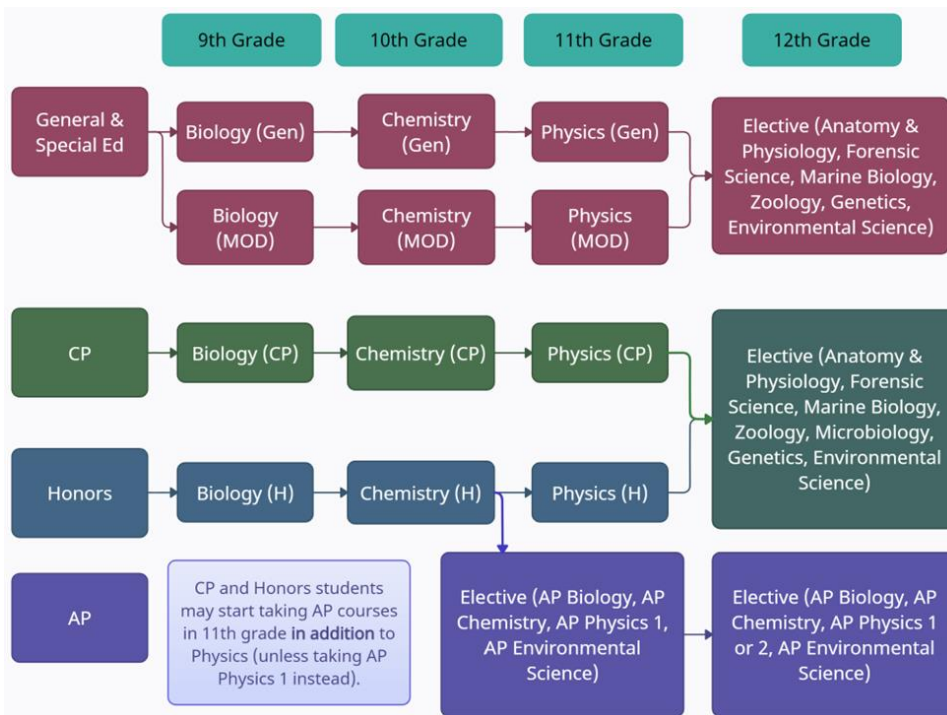 9th Grade
10th Grade
11th Grade
12th Grade
General &
Special Ed
Biology (Gen)
Chemistry
(Gen)
Physics (Gen)
Elective (Anatomy &
Physiology, Forensic
Science, Marine Biology,
Zoology, Genetics,
Environmental Science)
Biology
(MOD)
Chemistry
(MOD)
Physics
(MOD)
CP
Biology (CP)
Chemistry (CP)
Physics (CP)
Elective (Anatomy &
Physiology, Forensic
Science, Marine Biology,
Zoology, Microbiology,
Genetics, Environmental
Science)
Honors
Biology (H)
Chemistry (H)
Physics (H)
AP
CP and Honors students
may start taking AP courses
in 11th grade in addition to
Physics (unless taking AP
Physics 1 instead).
Elective (AP Biology, AP
Chemistry, AP Physics 1,
AP Environmental
Science)
Elective (AP Biology, AP
Chemistry, AP Physics 1
or 2, AP Environmental
Science)